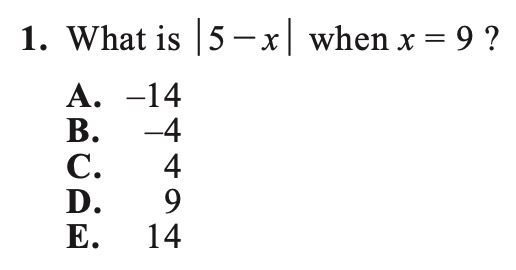 1. What is |5 – x| when x = 9 ?
A. –14
B. –4
C. 4
D. 9
E. 14